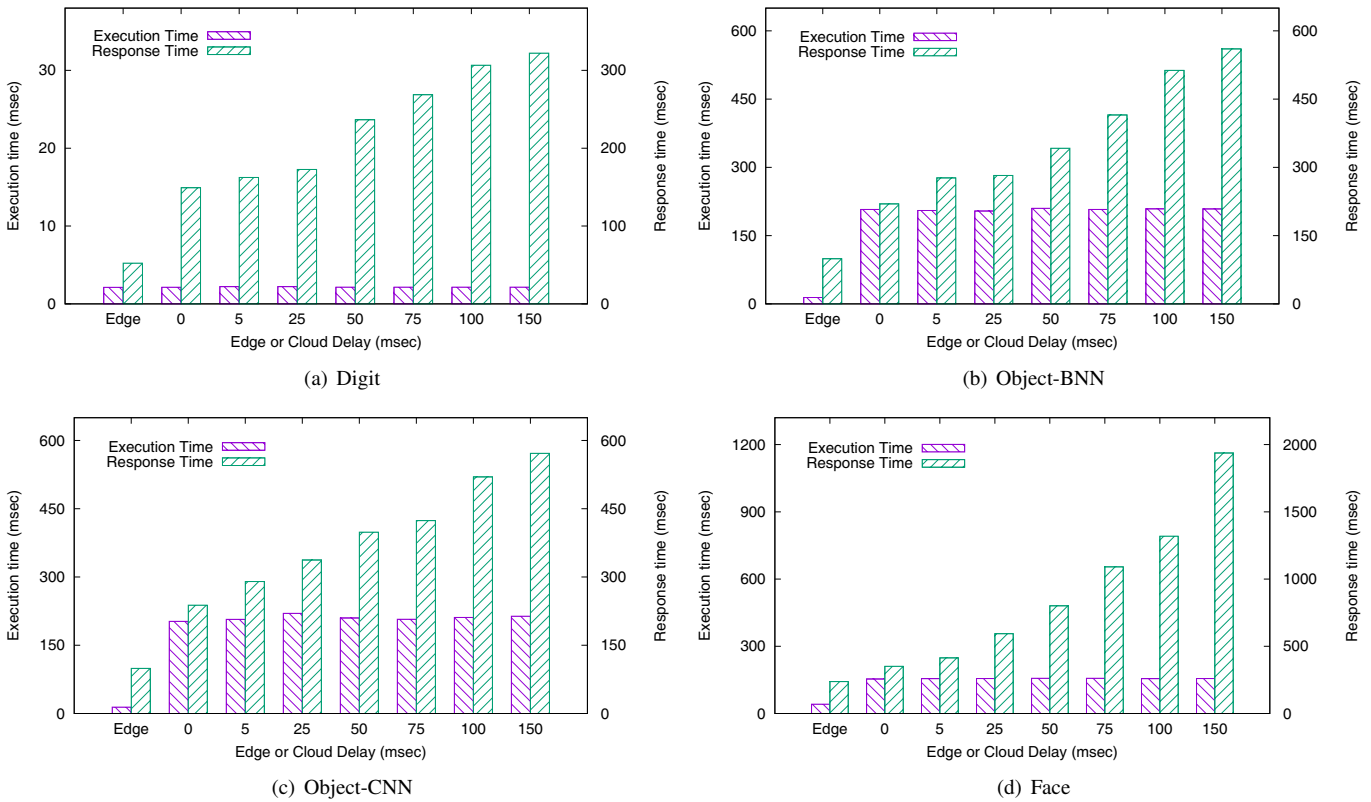 Execution Time
Response Time
Execution time (msec)
30
20
10
0
Response time (msec)
300
200
100
0
Edge 0 5 25 50 75 100 150
Edge or Cloud Delay (msec)
(a) Digit
Execution Time
Response Time
Execution time (msec)
600
450
300
150
0
Response time (msec)
600
450
300
150
0
Edge 0 5 25 50 75 100 150
Edge or Cloud Delay (msec)
(b) Object-BNN
Execution Time
Response Time
Execution time (msec)
600
450
300
150
0
Response time (msec)
600
450
300
150
0
Edge 0 5 25 50 75 100 150
Edge or Cloud Delay (msec)
(c) Object-CNN
Execution Time
Response Time
Execution time (msec)
1200
900
600
300
0
Response time (msec)
2000
1500
1000
500
0
Edge 0 5 25 50 75 100 150
Edge or Cloud Delay (msec)
(d) Face